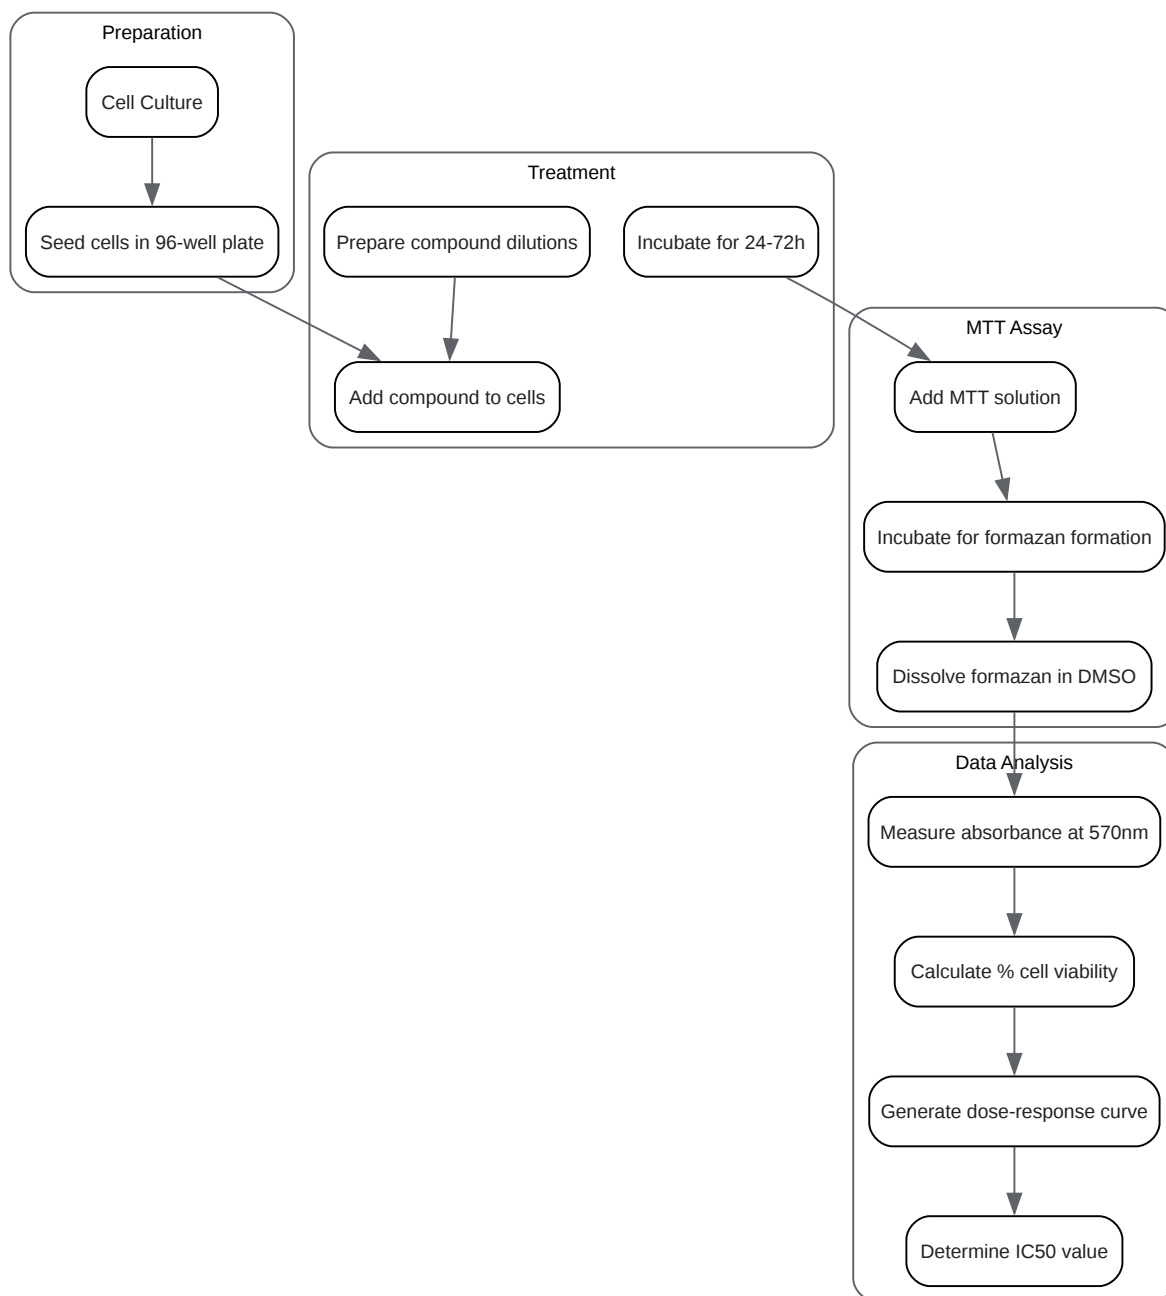 Preparation
Cell Culture
Seed cells in 96-well plate
Treatment
Prepare compound dilutions
Incubate for 24-72h
Add compound to cells
MTT Assay
Add MTT solution
Incubate for formazan formation
Dissolve formazan in DMSO
Data Analysis
Measure absorbance at 570nm
Calculate % cell viability
Generate dose-response curve
Determine IC50 value